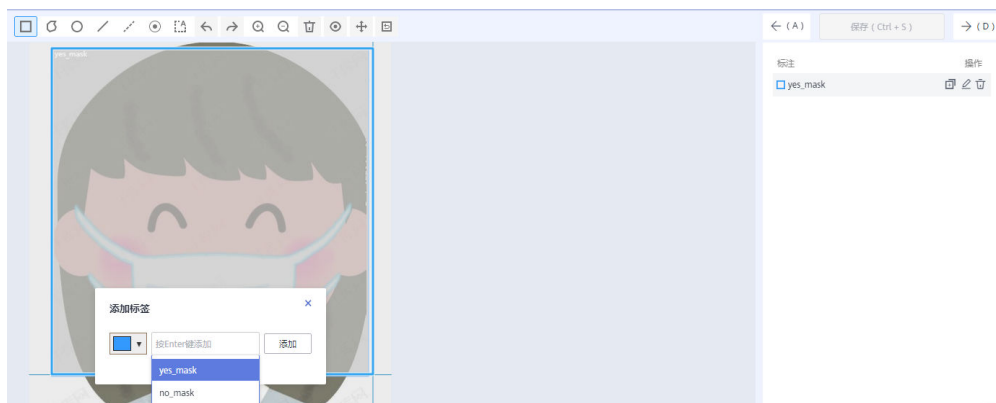 ← ( A )
保存 ( Ctrl + S )
→ ( D )
yes_mask
标注
操作
yes_mask
添加标签
×
按Enter键添加
添加
yes_mask
no_mask